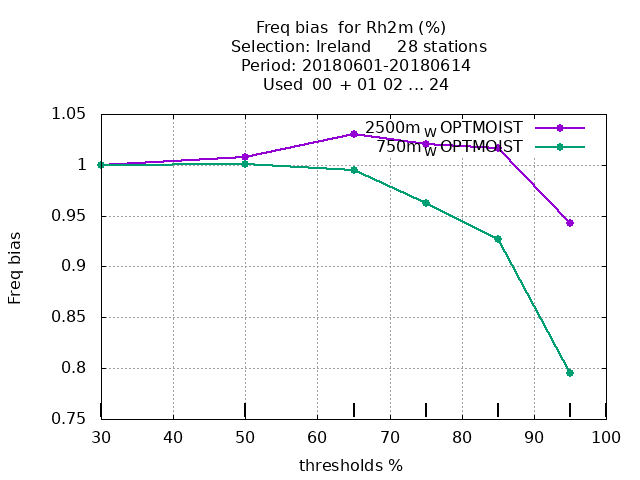 Freq bias for Rh2m (%)
Selection: Ireland 28 stations
Period: 20180601-20180614
Used 00 + 01 02 ... 24
2500m W OPTMOIST
750m W OPTMOIST
1.05
1
0.95
0.9
0.85
0.8
0.75
Freq bias
30 40 50 60 70 80 90 100
thresholds %